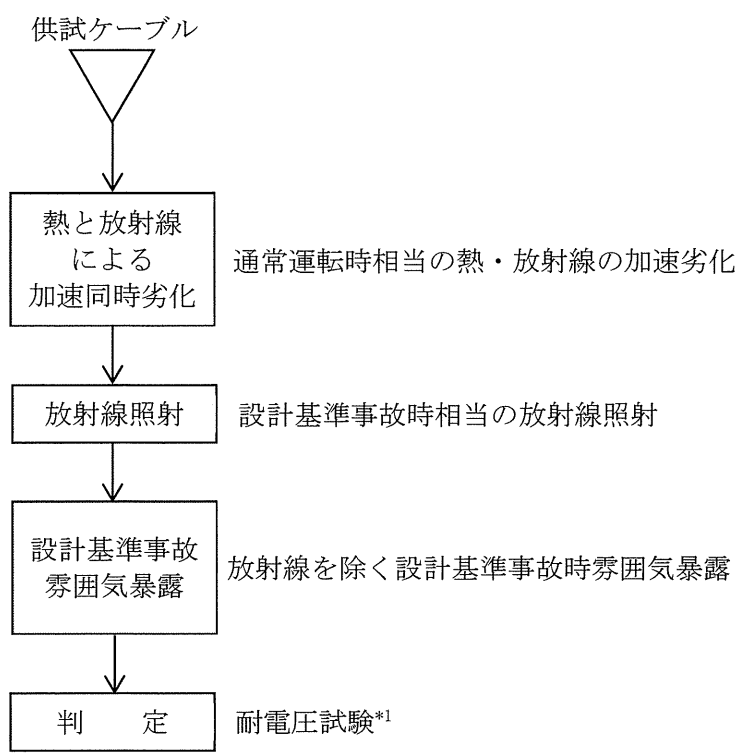 供試ケーブル
熱と放射線
による
加速同時劣化
通常運転時相当の熱・放射線の加速劣化
放射線照射
設計基準事故時相当の放射線照射
設計基準事故
雰囲気暴露
放射線を除く設計基準事故時雰囲気暴露
判　　定
耐電圧試験*1